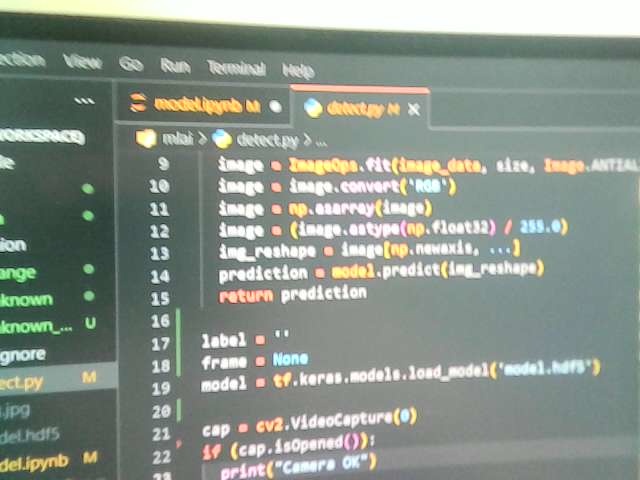 ection View Go Run Terminal Help
...
model.ipynb M detect.py M ×
WORKSPACE)
mlai > detect.py > ...
9 image = ImageOps.fit(image_data, size, Image.ANTIAL
10 image = image.convert('RGB')
11 image = np.asarray(image)
12 image = (image.astype(np.float32) / 255.0)
13 img_reshape = image[np.newaxis, ...]
14 prediction = model.predict(img_reshape)
15 return prediction
16
17 label = ''
18 frame = None
19 model = tf.keras.models.load_model('model.hdf5')
20
21 cap = cv2.VideoCapture(0)
22 if (cap.isOpened()):
23 print("Camera OK")
le
ion
ange
known
known_... U
gnore
ect.py M
.jpg
del.hdf5
del.ipynb M